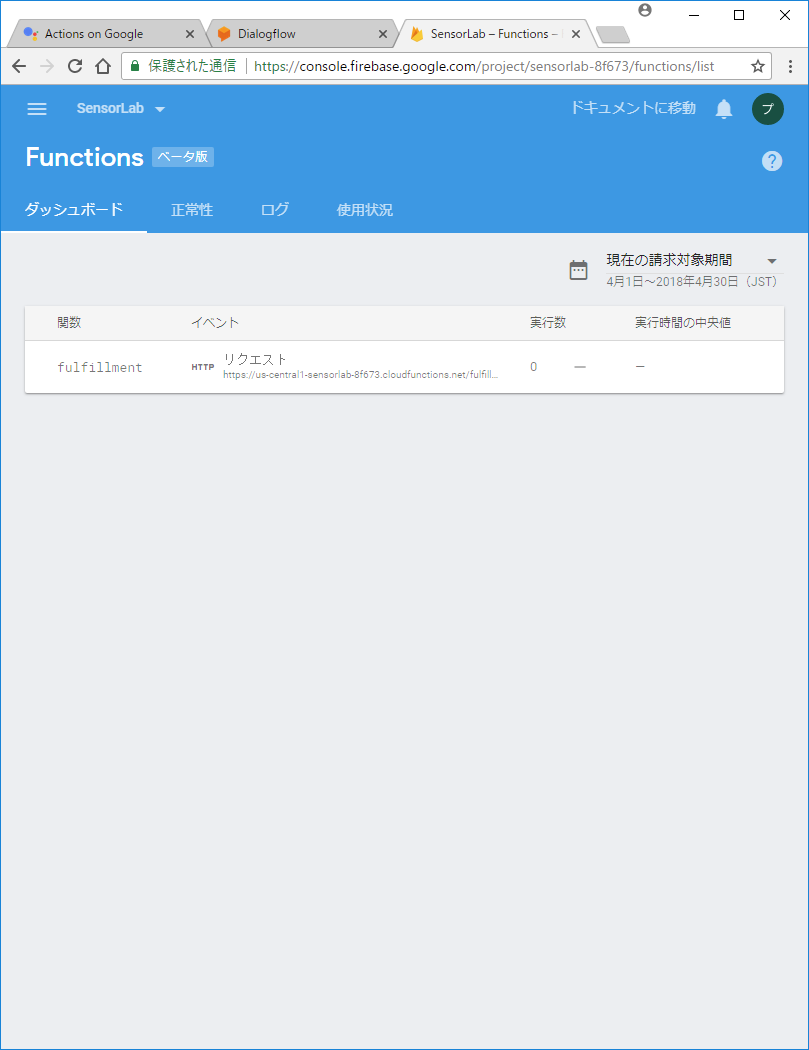 Actions on Google
Dialogflow
SensorLab – Functions –
保護された通信
https://console.firebase.google.com/project/sensorlab-8f673/functions/list
SensorLab
ドキュメントに移動
プ
Functions ベータ版
?
ダッシュボード 正常性 ログ 使用状況
現在の請求対象期間
4月1日～2018年4月30日（JST）
関数 イベント 実行数 実行時間の中央値
fulfillment HTTP リクエスト 0 — –
https://us-central1-sensorlab-8f673.cloudfunctions.net/fulfill...